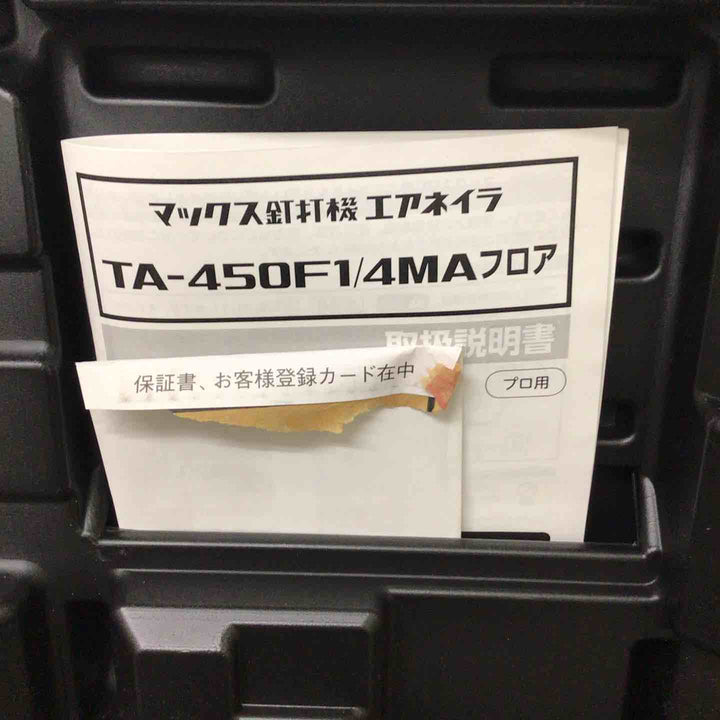 マックス釘打機 エアネイラ
TA-450F1/4MAフロア
取扱説明書
保証書、お客様登録カード在中
プロ用